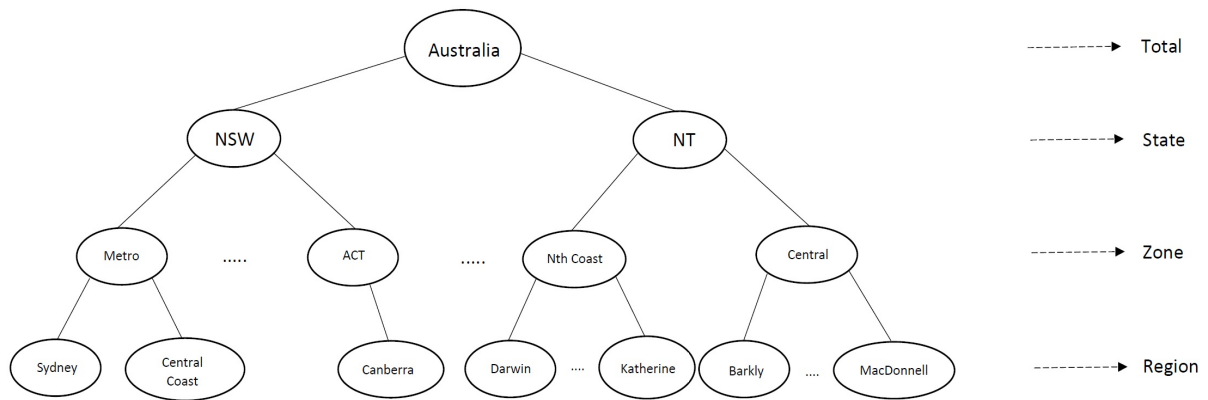 Australia
Total
NSW
NT
State
Metro
.....
ACT
.....
Nth Coast
Central
Zone
Sydney
Central
Coast
Canberra
Darwin
....
Katherine
Barkly
....
MacDonnell
Region